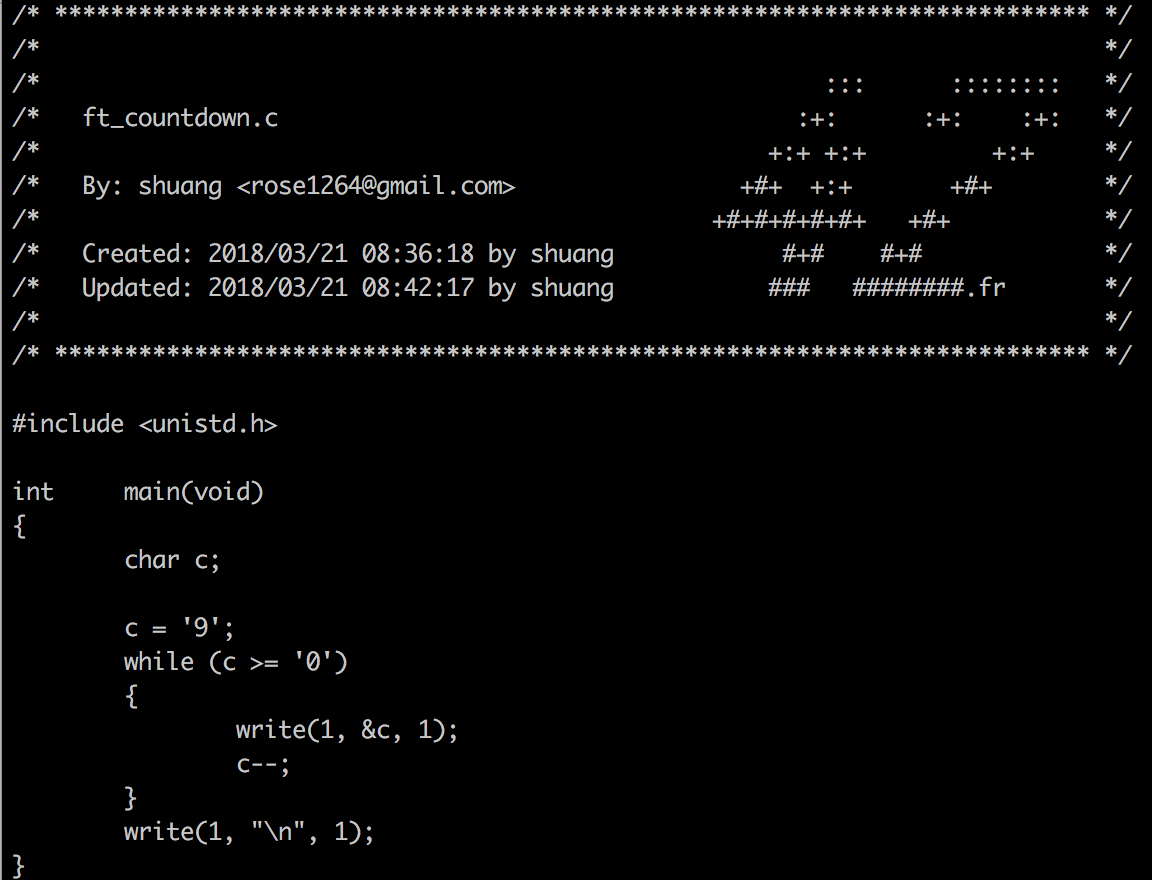 /* ************************************************************************** */
/*                                                                            */
/*                                                        :::      ::::::::   */
/*   ft_countdown.c                                     :+:      :+:    :+:   */
/*                                                    +:+ +:+         +:+     */
/*   By: shuang <rose1264@gmail.com>                +#+  +:+       +#+        */
/*                                                +#+#+#+#+#+   +#+           */
/*   Created: 2018/03/21 08:36:18 by shuang            #+#    #+#             */
/*   Updated: 2018/03/21 08:42:17 by shuang           ###   ########.fr       */
/*                                                                            */
/* ************************************************************************** */

#include <unistd.h>

int     main(void)
{
        char c;

        c = '9';
        while (c >= '0')
        {
                write(1, &c, 1);
                c--;
        }
        write(1, "\n", 1);
}